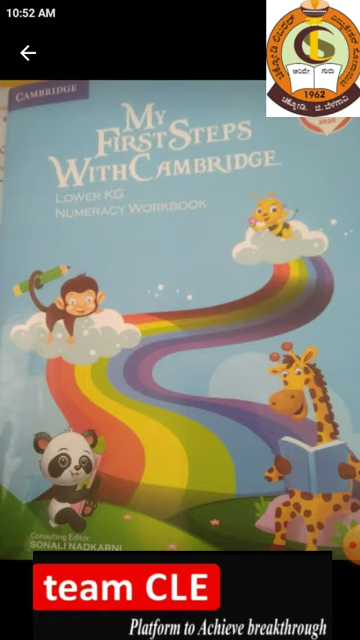 10:52 AM
CAMBRIDGE
MY
FIRST STEPS
WITH CAMBRIDGE
LOWER KG
NUMERACY WORKBOOK
1962
Consulting Editor:
SONALI NADKARNI
team CLE
Platform to Achieve breakthrough